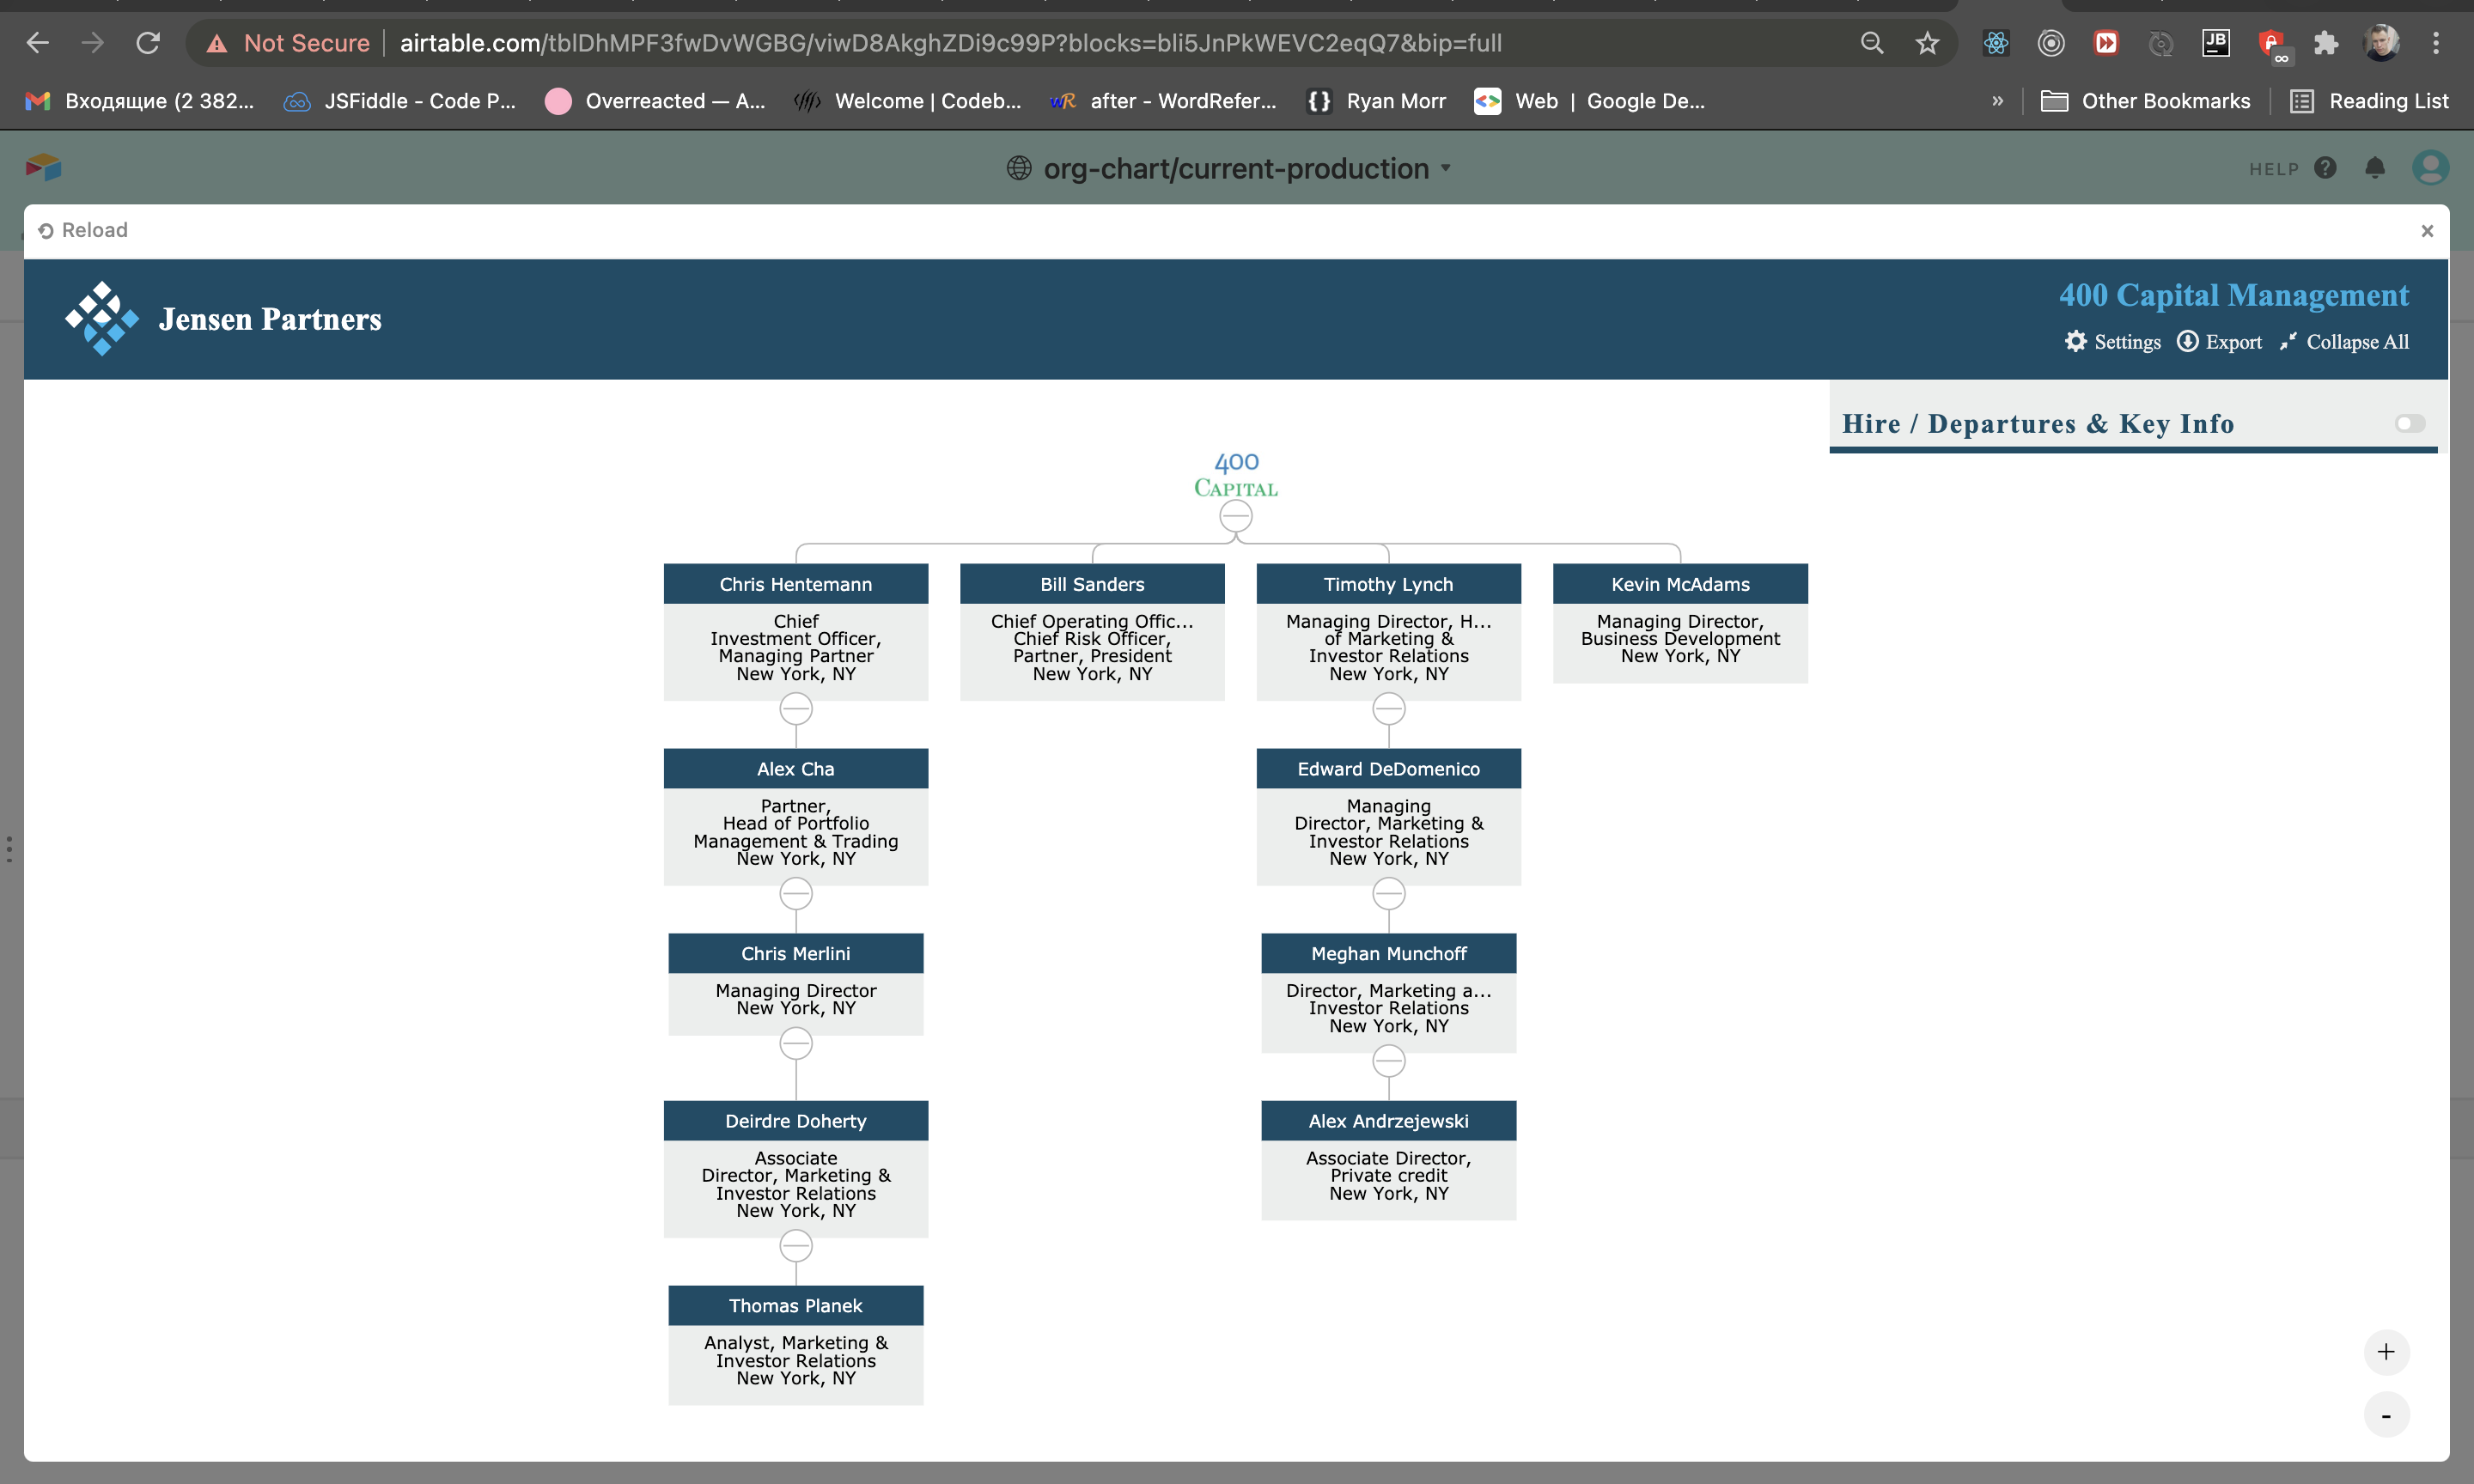 Not Secure
airtable.com/tblDhMPF3fwDvWGBG/viwD8AkghZDi9c99P?blocks=bli5JnPkWEVC2eqQ7&bip=full
JB
∞
Входящие (2 382...
JSFiddle - Code P...
Overreacted — A...
Welcome | Codeb...
wR after - WordRefer...
{} Ryan Morr
Web | Google De...
»
Other Bookmarks
Reading List
org-chart/current-production
HELP ?
Reload
×
Jensen Partners
400 Capital Management
Settings
Export
Collapse All
Hire / Departures & Key Info
400
CAPITAL
Chris Hentemann
Chief
Investment Officer,
Managing Partner
New York, NY
Bill Sanders
Chief Operating Offic...
Chief Risk Officer,
Partner, President
New York, NY
Timothy Lynch
Managing Director, H...
of Marketing &
Investor Relations
New York, NY
Kevin McAdams
Managing Director,
Business Development
New York, NY
Alex Cha
Partner,
Head of Portfolio
Management & Trading
New York, NY
Edward DeDomenico
Managing
Director, Marketing &
Investor Relations
New York, NY
Chris Merlini
Managing Director
New York, NY
Meghan Munchoff
Director, Marketing a...
Investor Relations
New York, NY
Deirdre Doherty
Associate
Director, Marketing &
Investor Relations
New York, NY
Alex Andrzejewski
Associate Director,
Private credit
New York, NY
Thomas Planek
Analyst, Marketing &
Investor Relations
New York, NY
+
-